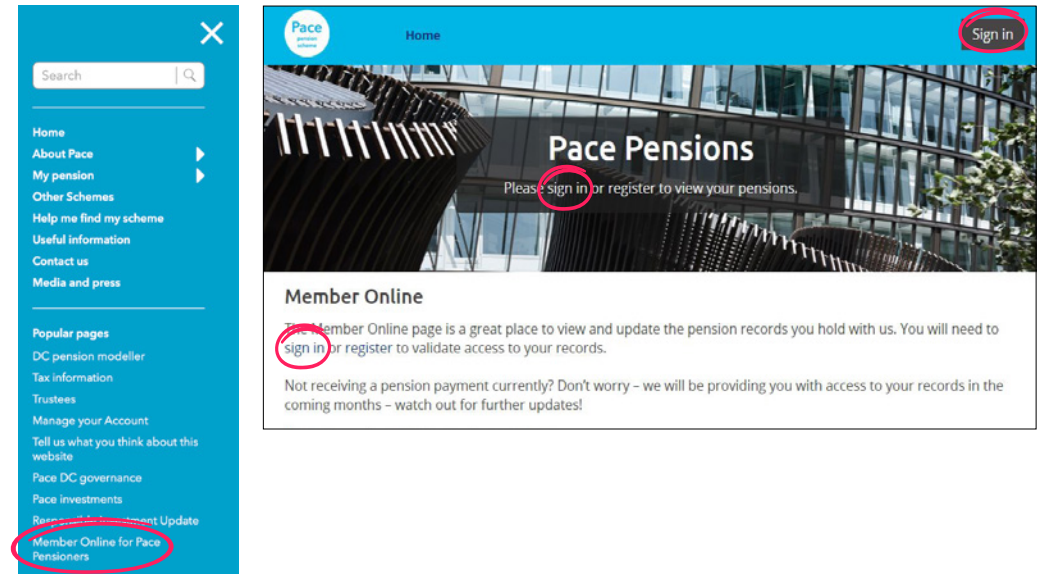 Search
Home
About Pace
My pension
Other Schemes
Help me find my scheme
Useful information
Contact us
Media and press
Popular pages
DC pension modeller
Tax information
Trustees
Manage your Account
Tell us what you think about this
website
Pace DC governance
Pace investments
Responsible Investment Update
Member Online for Pace
Pensioners
Pace
pension
scheme
Home
Sign in
Pace Pensions
Please sign in or register to view your pensions.
Member Online
The Member Online page is a great place to view and update the pension records you hold with us. You will need to
sign in or register to validate access to your records.
Not receiving a pension payment currently? Don't worry – we will be providing you with access to your records in the
coming months – watch out for further updates!